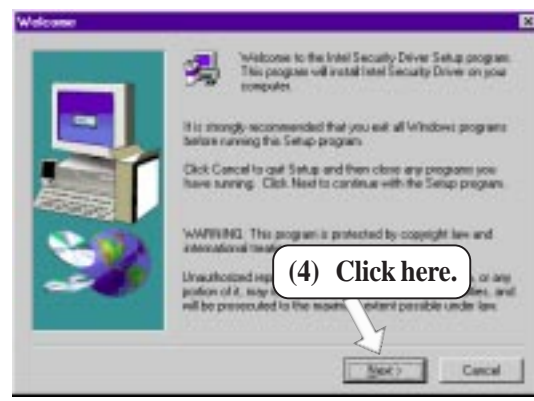 Welcome
Welcome to the Intel Security Driver Setup program.
This program will install Intel Security Driver on your
computer.
It is strongly recommended that you exit all Windows programs
before running this Setup program.
Click Cancel to quit Setup and then close any programs you
have running. Click Next to continue with the Setup program.
WARNING: This program is protected by copyright law and
international
(4) Click here.
Unauthorized or any
portion of it, may and
will be prosecuted to the extent possible under law.
Next >
Cancel